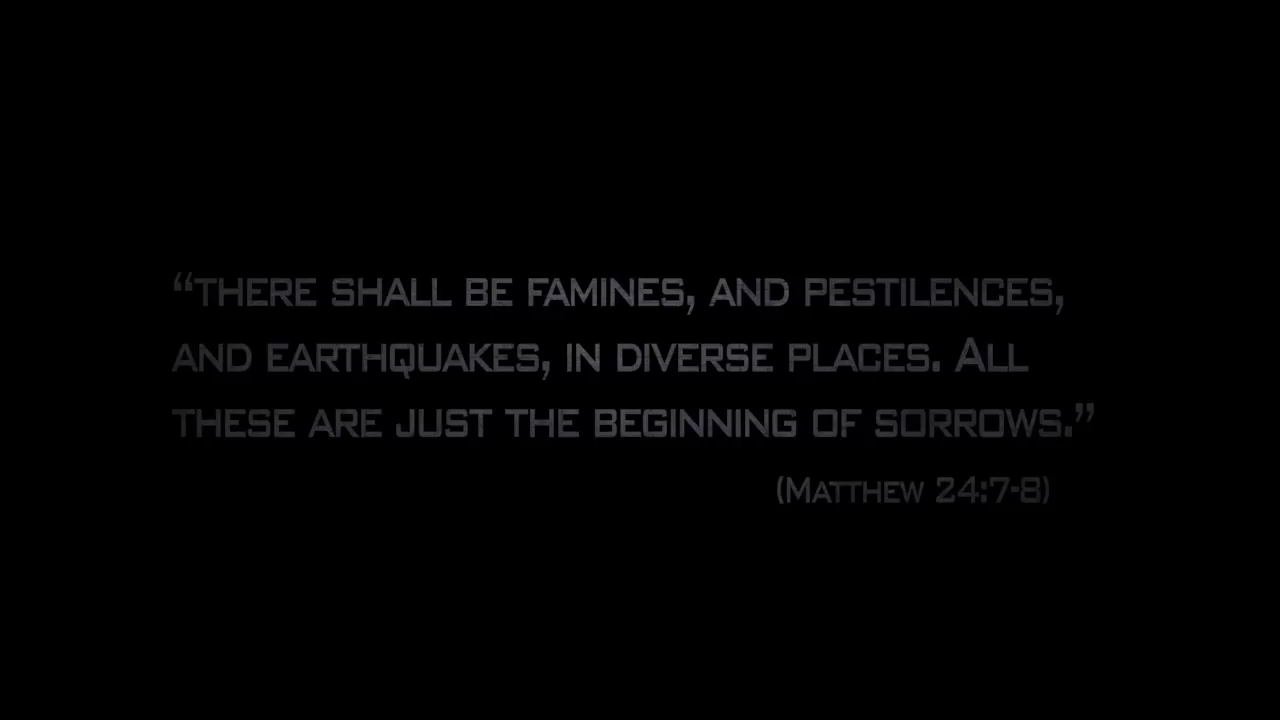 “THERE SHALL BE FAMINES, AND PESTILENCES,
AND EARTHQUAKES, IN DIVERSE PLACES. ALL
THESE ARE JUST THE BEGINNING OF SORROWS.”
(MATTHEW 24:7-8)